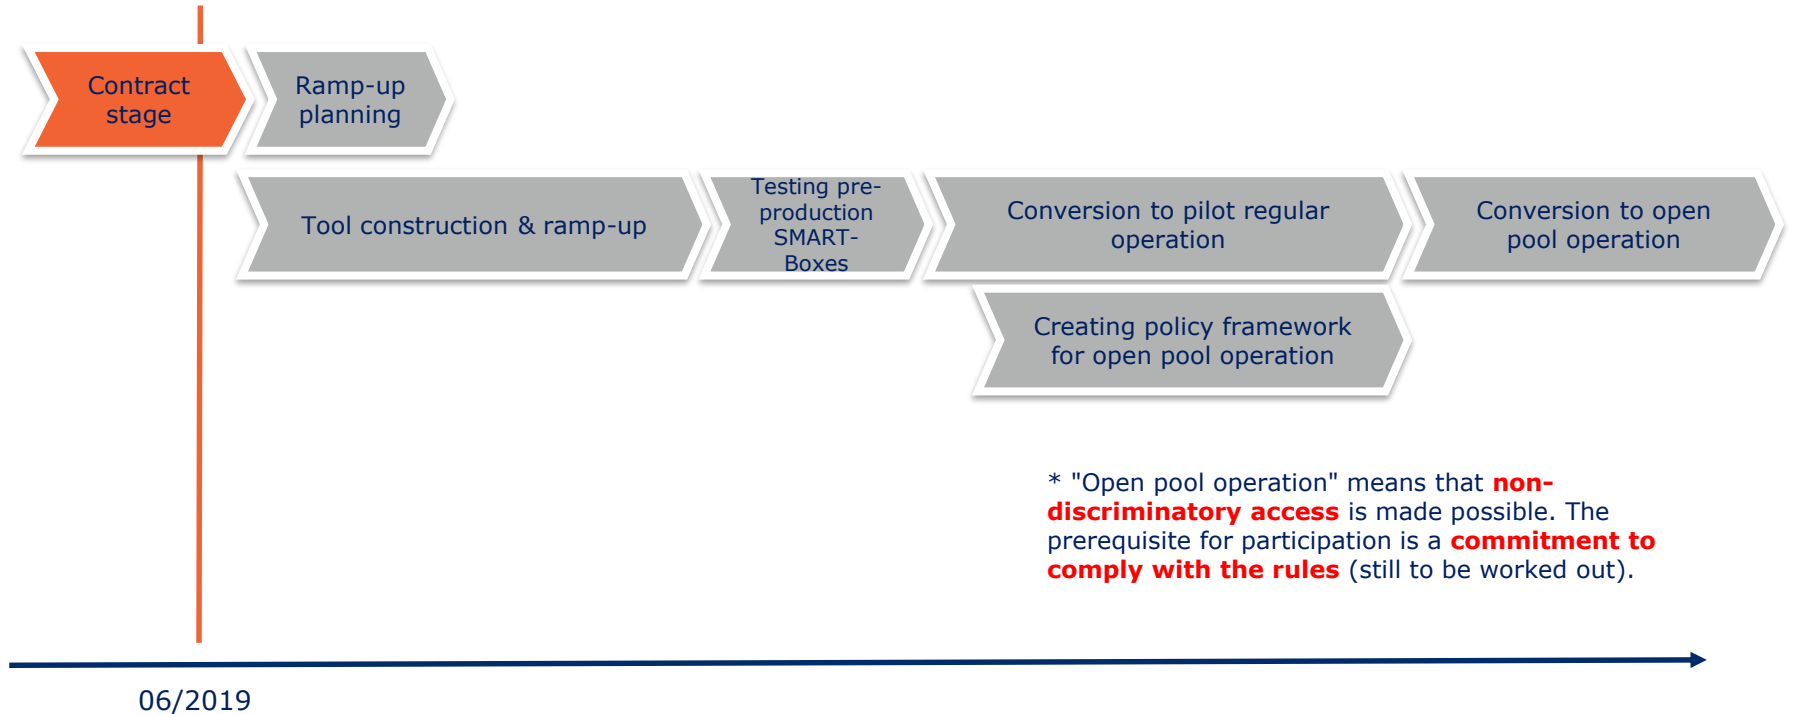 Contract
stage
Ramp-up
planning
Tool construction & ramp-up
Testing pre-
production
SMART-
Boxes
Conversion to pilot regular
operation
Conversion to open
pool operation
Creating policy framework
for open pool operation
* "Open pool operation" means that non-
discriminatory access is made possible. The
prerequisite for participation is a commitment to
comply with the rules (still to be worked out).
06/2019